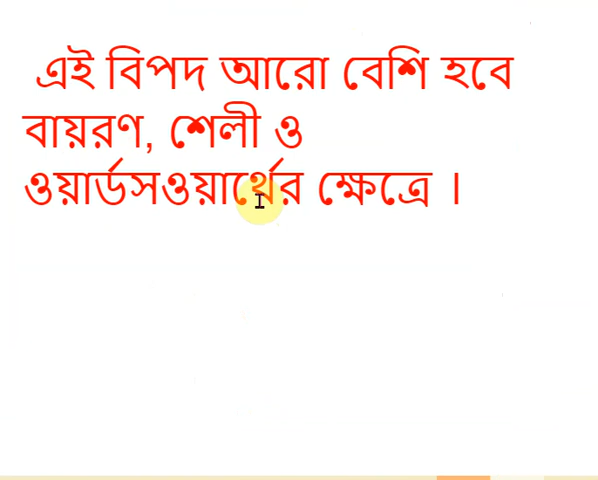 এই বিপদ আরো বেশি হবে
বায়রণ, শেলী ও
ওয়ার্ডসওয়ার্থের ক্ষেত্রে ।